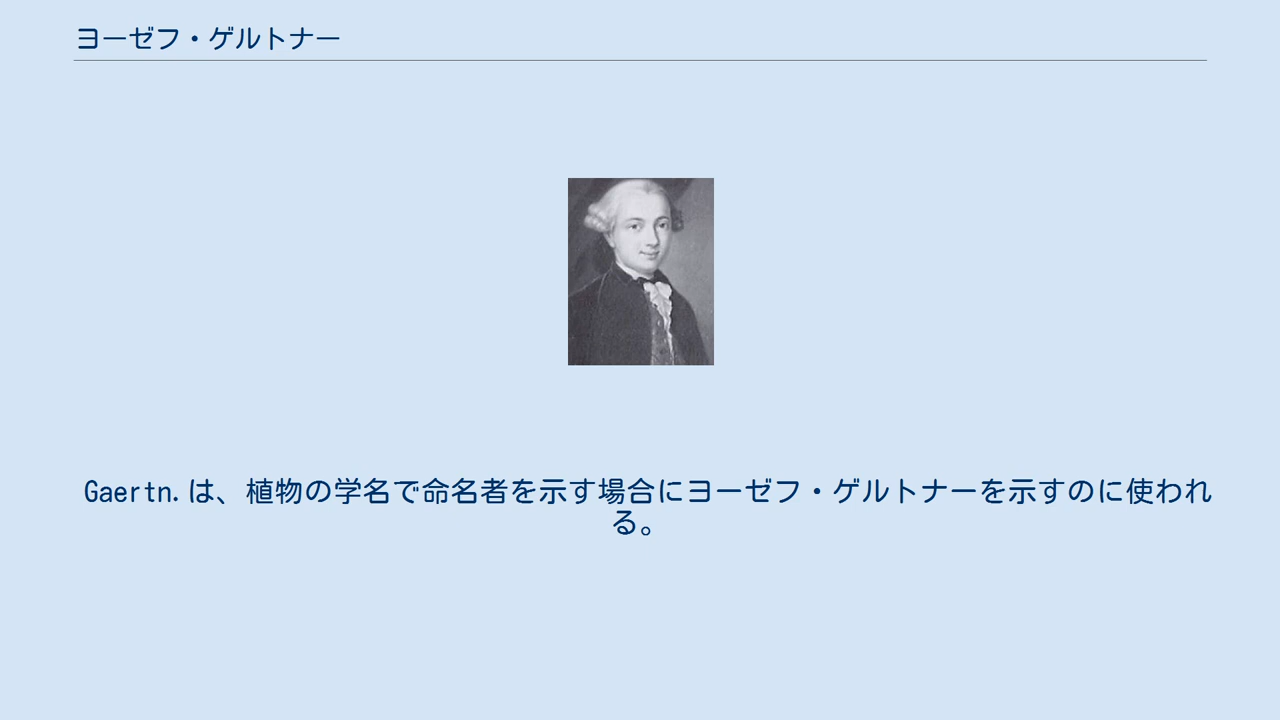 ヨーゼフ・ゲルトナー
Gaertn.は、植物の学名で命名者を示す場合にヨーゼフ・ゲルトナーを示すのに使われ
る。